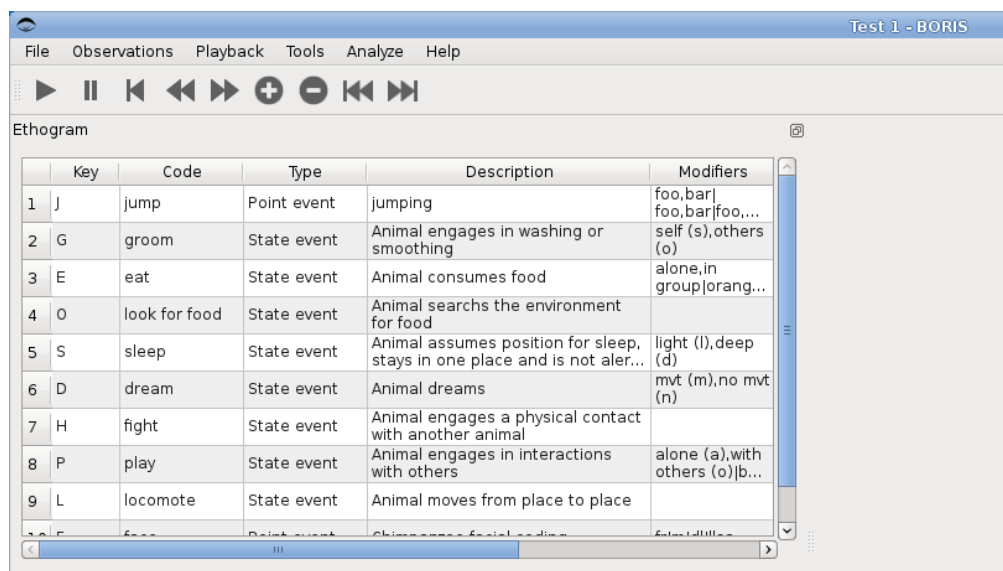 Test 1 - BORIS
File Observations Playback Tools Analyze Help
Ethogram
Key Code Type Description Modifiers
1 J jump Point event jumping foo,bar|
foo,bar|foo,...
2 G groom State event Animal engages in washing or
smoothing self (s),others
(o)
3 E eat State event Animal consumes food alone,in
group|orang...
4 O look for food State event Animal searchs the environment
for food
5 S sleep State event Animal assumes position for sleep,
stays in one place and is not aler... light (l),deep
(d)
6 D dream State event Animal dreams mvt (m),no mvt
(n)
7 H fight State event Animal engages a physical contact
with another animal
8 P play State event Animal engages in interactions
with others alone (a),with
others (o)|b...
9 L locomote State event Animal moves from place to place